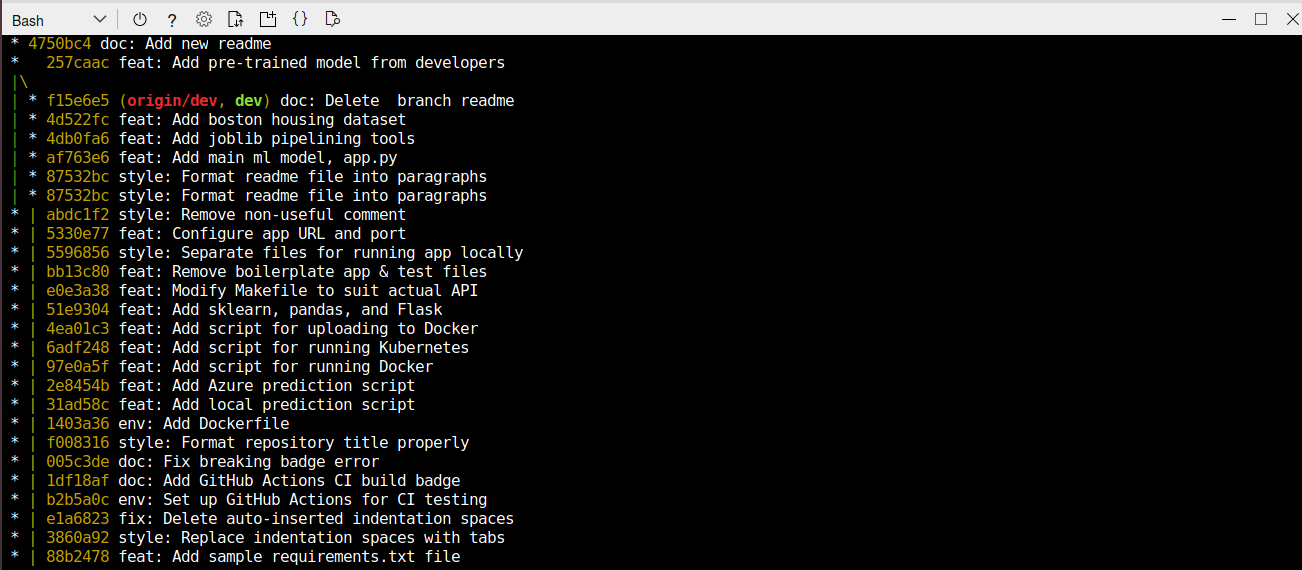 Bash
* 4750bc4 doc: Add new readme
*   257caac feat: Add pre-trained model from developers
|\
| * f15e6e5 (origin/dev, dev) doc: Delete  branch readme
| * 4d522fc feat: Add boston housing dataset
| * 4db0fa6 feat: Add joblib pipelining tools
| * af763e6 feat: Add main ml model, app.py
| * 87532bc style: Format readme file into paragraphs
| * 87532bc style: Format readme file into paragraphs
* | abdc1f2 style: Remove non-useful comment
* | 5330e77 feat: Configure app URL and port
* | 5596856 style: Separate files for running app locally
* | bb13c80 feat: Remove boilerplate app & test files
* | e0e3a38 feat: Modify Makefile to suit actual API
* | 51e9304 feat: Add sklearn, pandas, and Flask
* | 4ea01c3 feat: Add script for uploading to Docker
* | 6adf248 feat: Add script for running Kubernetes
* | 97e0a5f feat: Add script for running Docker
* | 2e8454b feat: Add Azure prediction script
* | 31ad58c feat: Add local prediction script
* | 1403a36 env: Add Dockerfile
* | f008316 style: Format repository title properly
* | 005c3de doc: Fix breaking badge error
* | 1df18af doc: Add GitHub Actions CI build badge
* | b2b5a0c env: Set up GitHub Actions for CI testing
* | e1a6823 fix: Delete auto-inserted indentation spaces
* | 3860a92 style: Replace indentation spaces with tabs
* | 88b2478 feat: Add sample requirements.txt file